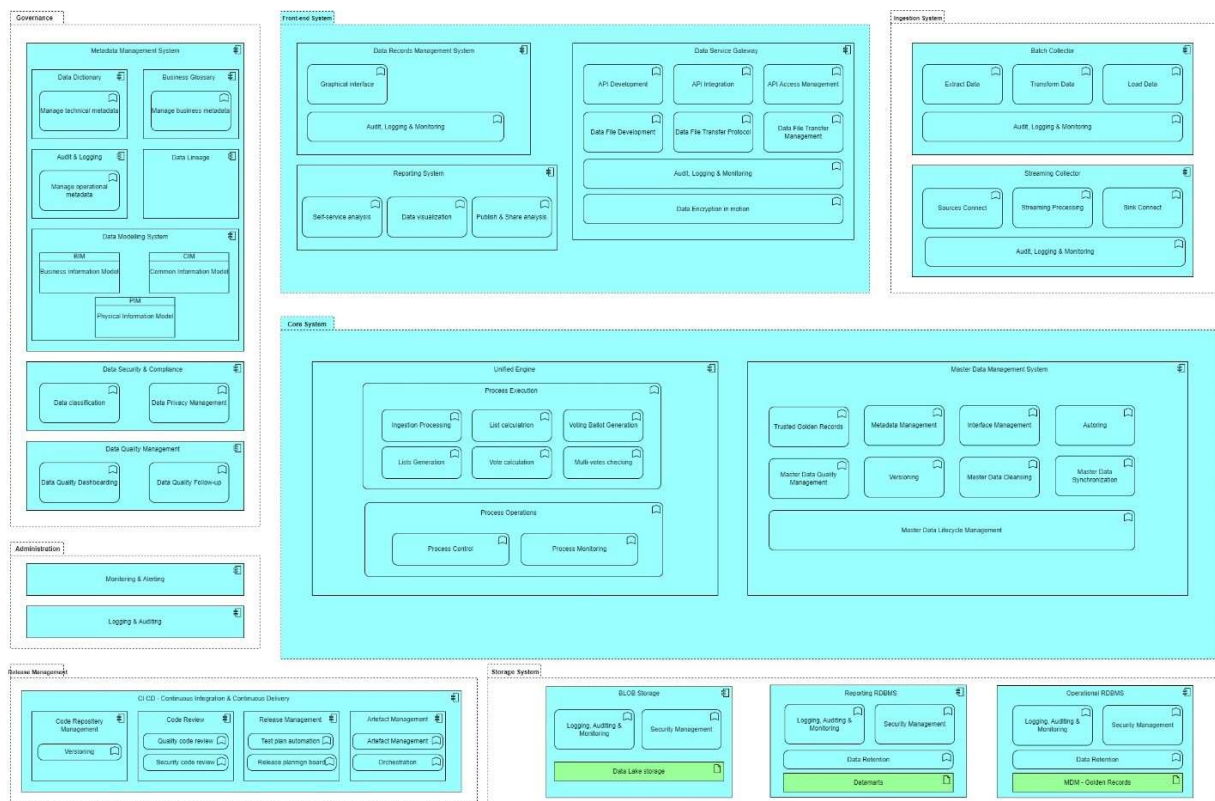 Governance
Metadata Management System
Data Dictionary
Manage technical metadata
Business Glossary
Manage business metadata
Audit & Logging
Manage operational
metadata
Data Lineage
Data Modelling System
BIM
Business Information Model
CIM
Common Information Model
PIM
Physical Information Model
Data Security & Compliance
Data classification
Data Privacy Management
Data Quality Management
Data Quality Dashboarding
Data Quality Follow-up
Administration
Monitoring & Alerting
Logging & Auditing
Front-end System
Data Records Management System
Graphical interface
Audit, Logging & Monitoring
Reporting System
Self-service analysis
Data visualization
Publish & Share analysis
Data Service Gateway
API Development
API Integration
API Access Management
Data File Development
Data File Transfer Protocol
Data File Transfer
Management
Audit, Logging & Monitoring
Data Encryption in motion
Ingestion System
Batch Collector
Extract Data
Transform Data
Load Data
Audit, Logging & Monitoring
Streaming Collector
Sources Connect
Streaming Processing
Sink Connect
Audit, Logging & Monitoring
Core System
Unified Engine
Process Execution
Ingestion Processing
List calculatrion
Voting Ballot Generation
Lists Generation
Vote calculation
Multi votes checking
Process Operations
Process Control
Process Monitoring
Master Data Management System
Trusted Golden Records
Metadata Management
Interface Management
Autoring
Master Data Quality
Management
Versioning
Master Data Cleansing
Master Data
Synchronization
Master Data Lifecycle Management
Release Management
CI CD - Continuous Integration & Continuous Delivery
Code Repository
Management
Versioning
Code Review
Quality code review
Security code review
Release Management
Test plan automation
Release plannign board
Artefact Management
Artefact Management
Orchestration
Storage System
BLOB Storage
Logging, Auditing &
Monitoring
Security Management
Data Lake storage
Reporting RDBMS
Logging, Auditing &
Monitoring
Security Management
Data Retention
Datamarts
Operational RDBMS
Logging, Auditing &
Monitoring
Security Management
Data Retention
MDM - Golden Records